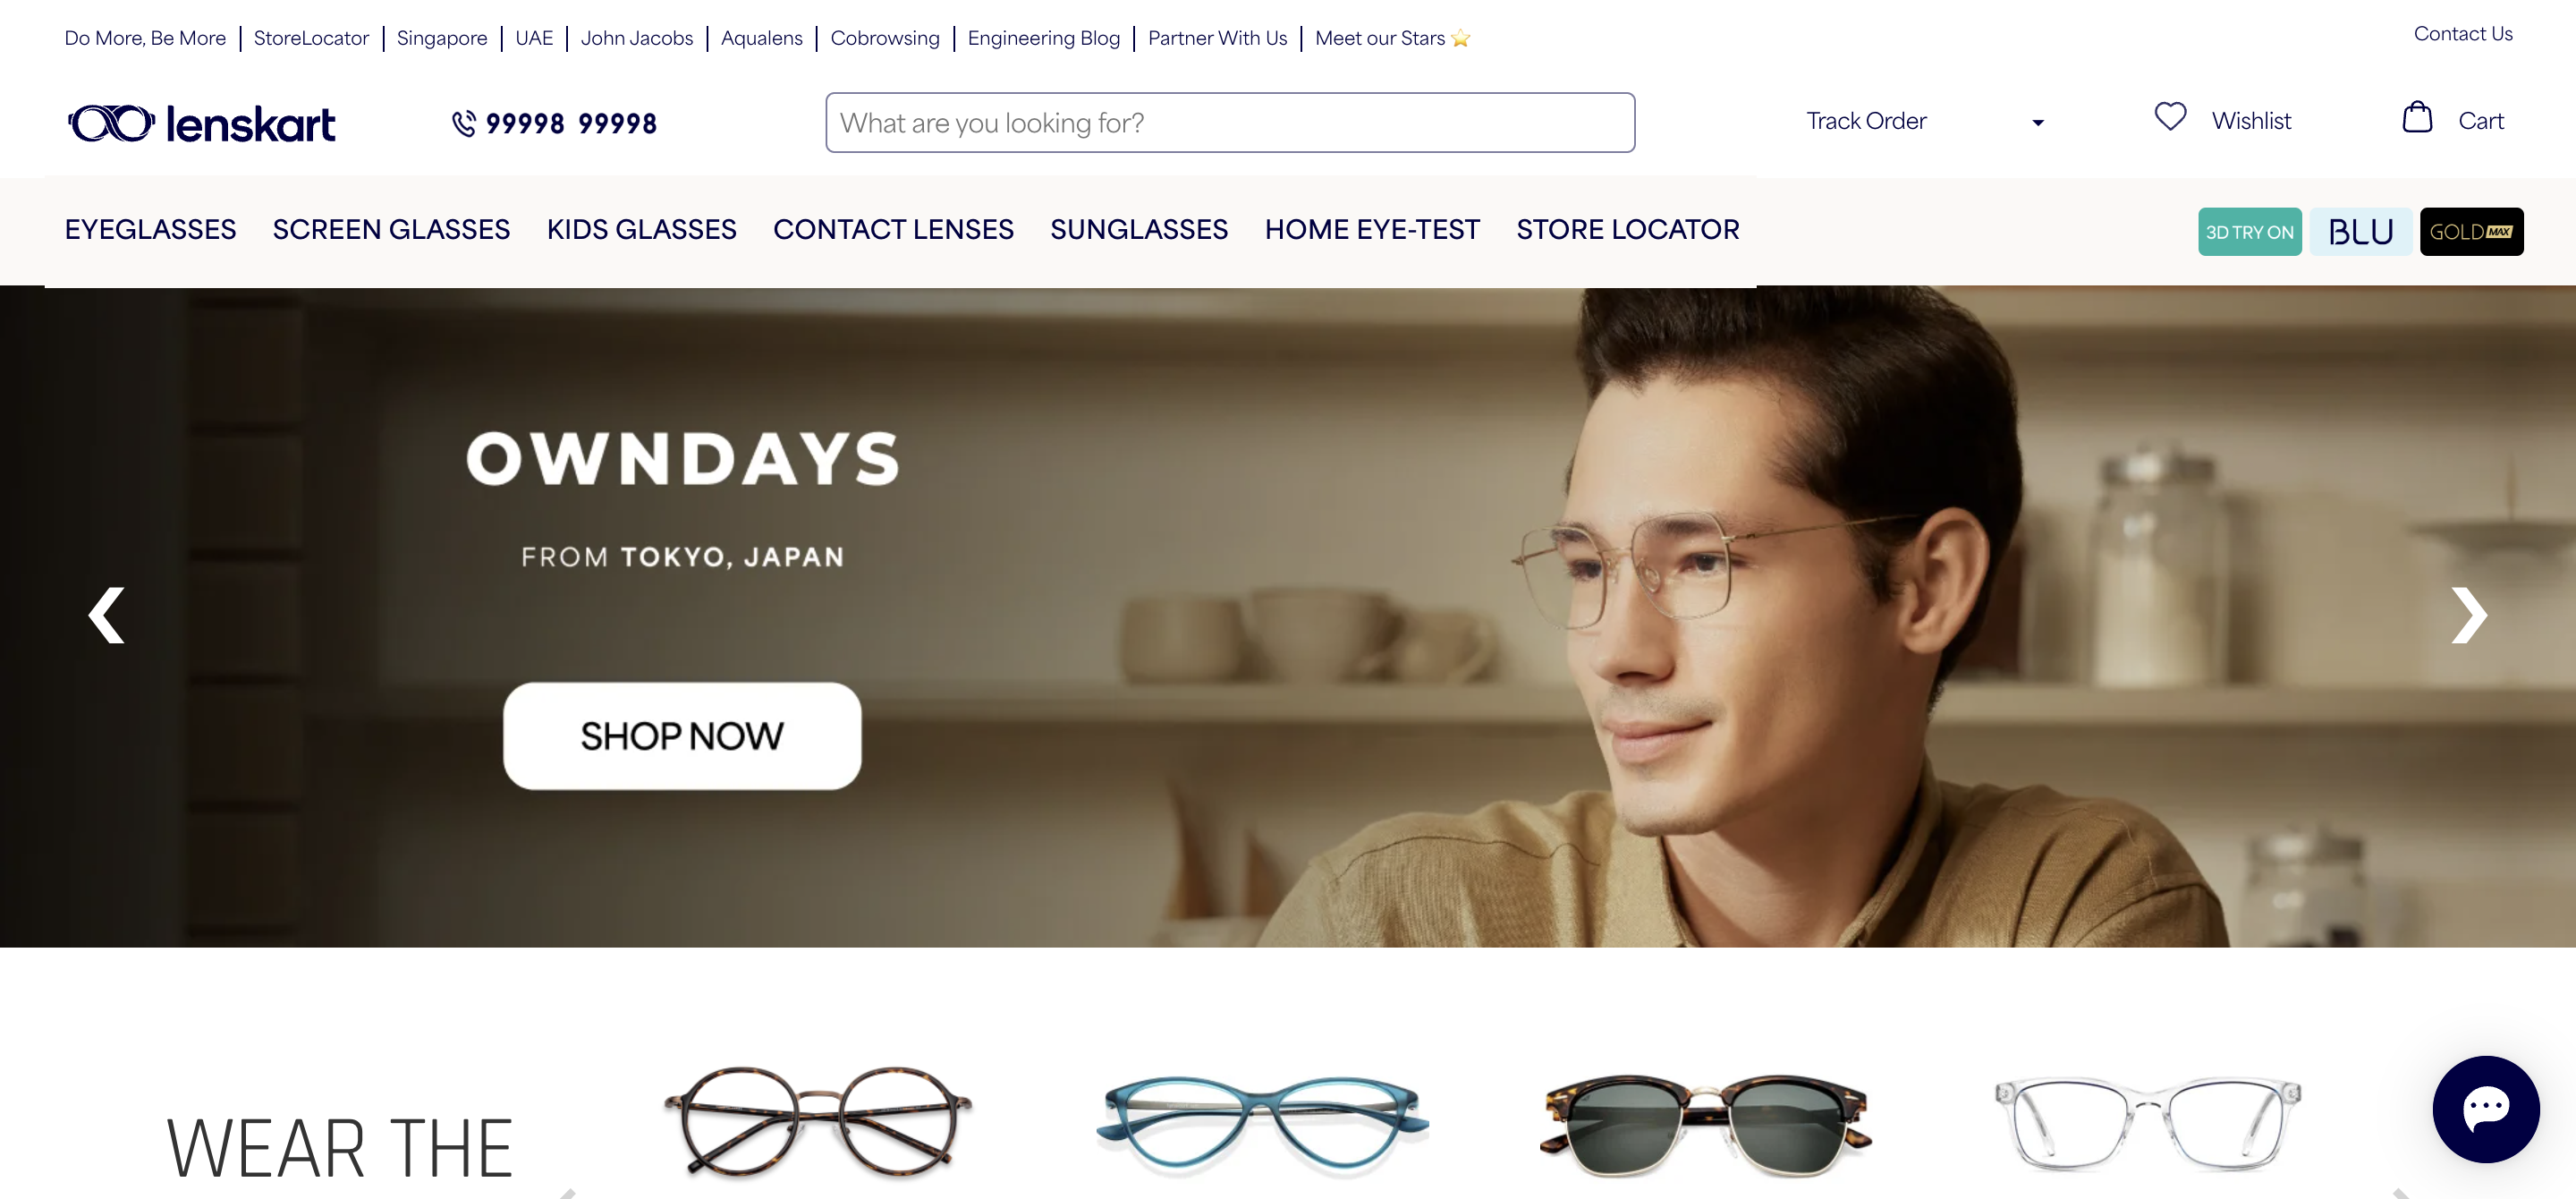 Do More, Be More | StoreLocator | Singapore | UAE | John Jacobs | Aqualens | Cobrowsing | Engineering Blog | Partner With Us | Meet our Stars ⭐ Contact Us
lenskart 99998 99998 What are you looking for? Track Order Wishlist Cart
EYEGLASSES SCREEN GLASSES KIDS GLASSES CONTACT LENSES SUNGLASSES HOME EYE-TEST STORE LOCATOR 3D TRY ON BLU GOLD MAX
OWNDAYS
FROM TOKYO, JAPAN
SHOP NOW
WEAR THE